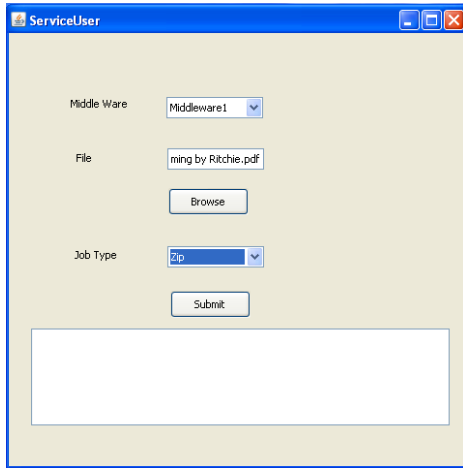 ServiceUser
Middle Ware Middleware1
File ming by Ritchie.pdf
Browse
Job Type Zip
Submit